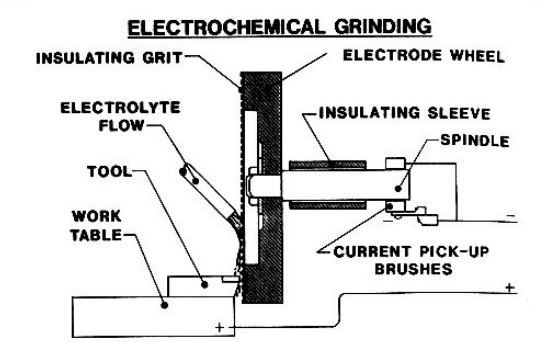 ELECTROCHEMICAL GRINDING
INSULATING GRIT
ELECTRODE WHEEL
ELECTROLYTE
FLOW
INSULATING SLEEVE
SPINDLE
TOOL
WORK
TABLE
CURRENT PICK-UP
BRUSHES
- -
+
+